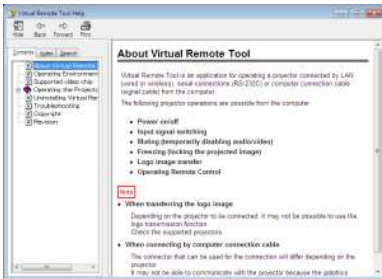 Virtual Remote Tool Help
Hide Back Forward Print
Contents Index Search
About Virtual Remote
Operating Environment
Supported video chip
Operating the Projecto
Uninstalling Virtual Rer
Troubleshooting
Copyright
Revision
About Virtual Remote Tool
Virtual Remote Tool is an application for operating a projector connected by LAN
(wired or wireless), serial connections (RS-232C) or computer connection cable
(signal cable) from the computer.
The following projector operations are possible from the computer
Power on/off
Input signal switching
Muting (temporarily disabling audio/video)
Freezing (locking the projected image)
Logo image transfer
Operating Remote Control
Note
When transferring the logo image
Depending on the projector to be connected, it may not be possible to use the
logo transmission function
Check the supported projectors
When connecting by computer connection cable
The connector that can be used for the connection will differ depending on the
projector
It may not be able to communicate with the projector because the graphics